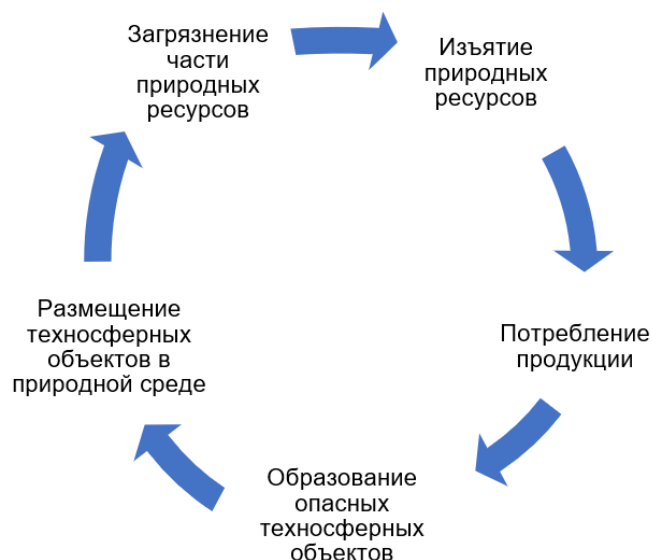 Загрязнение
части
природных
ресурсов
Изъятие
природных
ресурсов
Потребление
продукции
Образование
опасных
техносферных
объектов
Размещение
техносферных
объектов в
природной среде